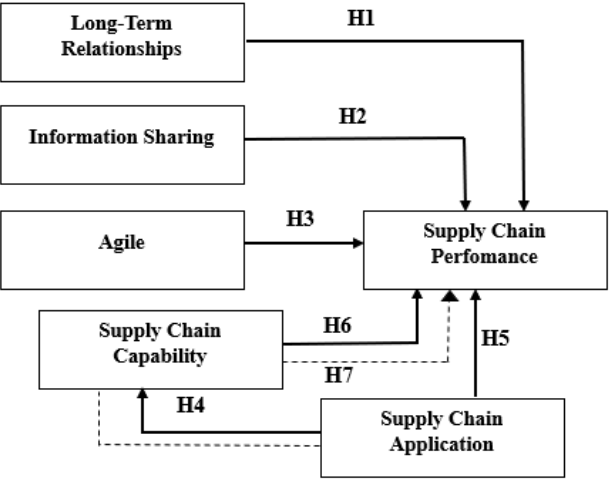 Long-Term
Relationships
H1
Information Sharing
H2
Agile
H3
Supply Chain
Perfomance
Supply Chain
Capability
H6
H7
H5
H4
Supply Chain
Application